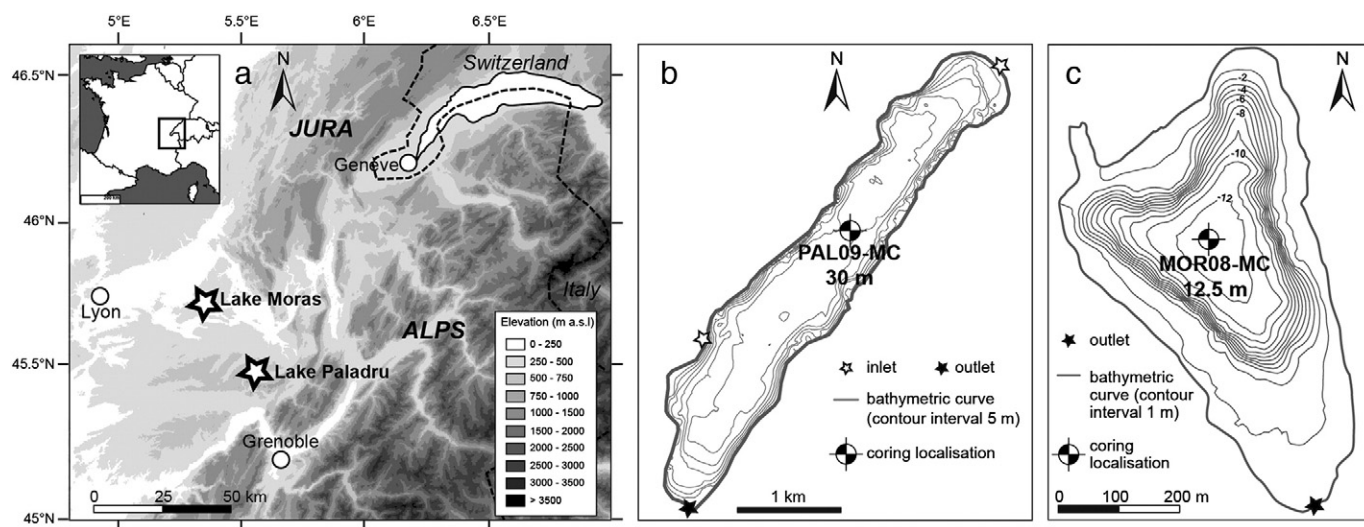 5°E
5.5°E
6°E
6.5°E
46.5°N
46°N
45.5°N
45°N
a
N
Switzerland
JURA
Genève
Lyon
Lake Moras
Italy
ALPS
Lake Paladru
Grenoble
Elevation (m a.s.l)
0 - 250
250 - 500
500 - 750
750 - 1000
1000 - 1500
1500 - 2000
2000 - 2500
2500 - 3000
3000 - 3500
> 3500
0 25 50 km
b
N
PAL09-MC
30 m
inlet
outlet
bathymetric curve
(contour interval 5 m)
coring localisation
1 km
c
N
-2
-4
-6
-8
-10
-12
MOR08-MC
12.5 m
outlet
bathymetric
curve (contour
interval 1 m)
coring
localisation
0 100 200 m